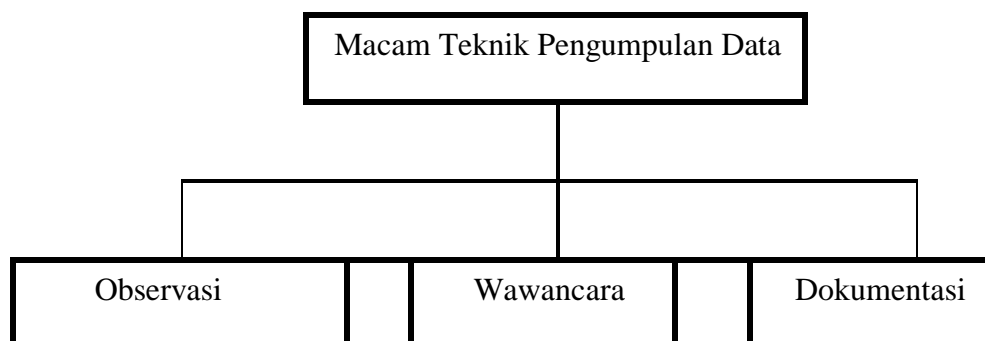 Macam Teknik Pengumpulan Data
Observasi
Wawancara
Dokumentasi